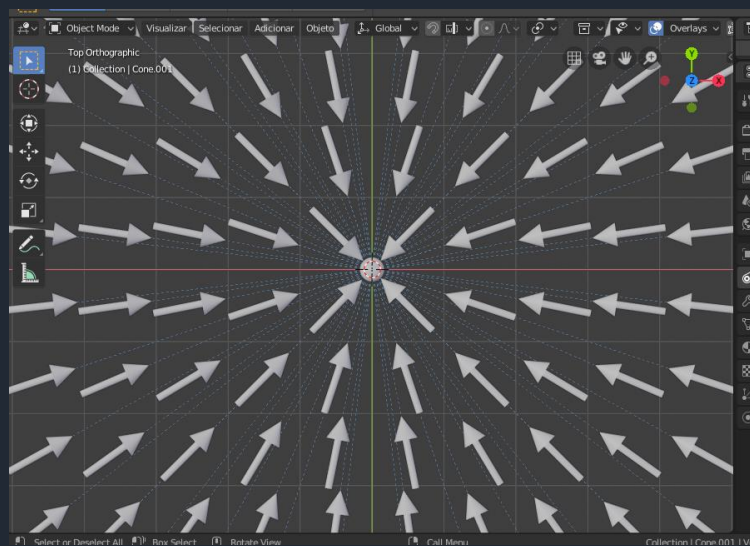 Object Mode Visualizar Selecionar Adicionar Objeto Global Overlays
Top Orthographic
(1) Collection | Cone.001
Y
Z X
Select or Deselect All Box Select Rotate View Call Menu Collection | Cone.001 | V